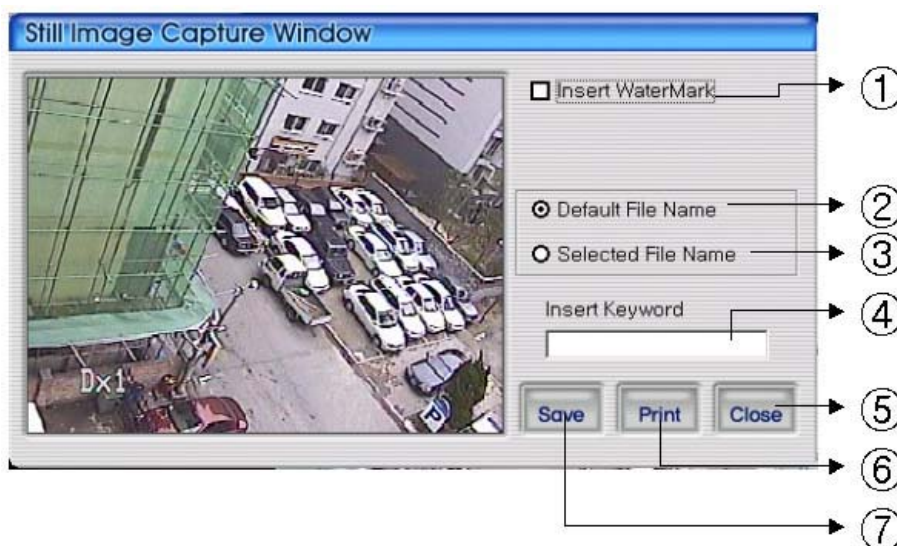 Still Image Capture Window
Insert WaterMark
①
Default File Name
②
Selected File Name
③
Insert Keyword
④
Dx1
P
Save
Print
Close
⑤
⑥
⑦